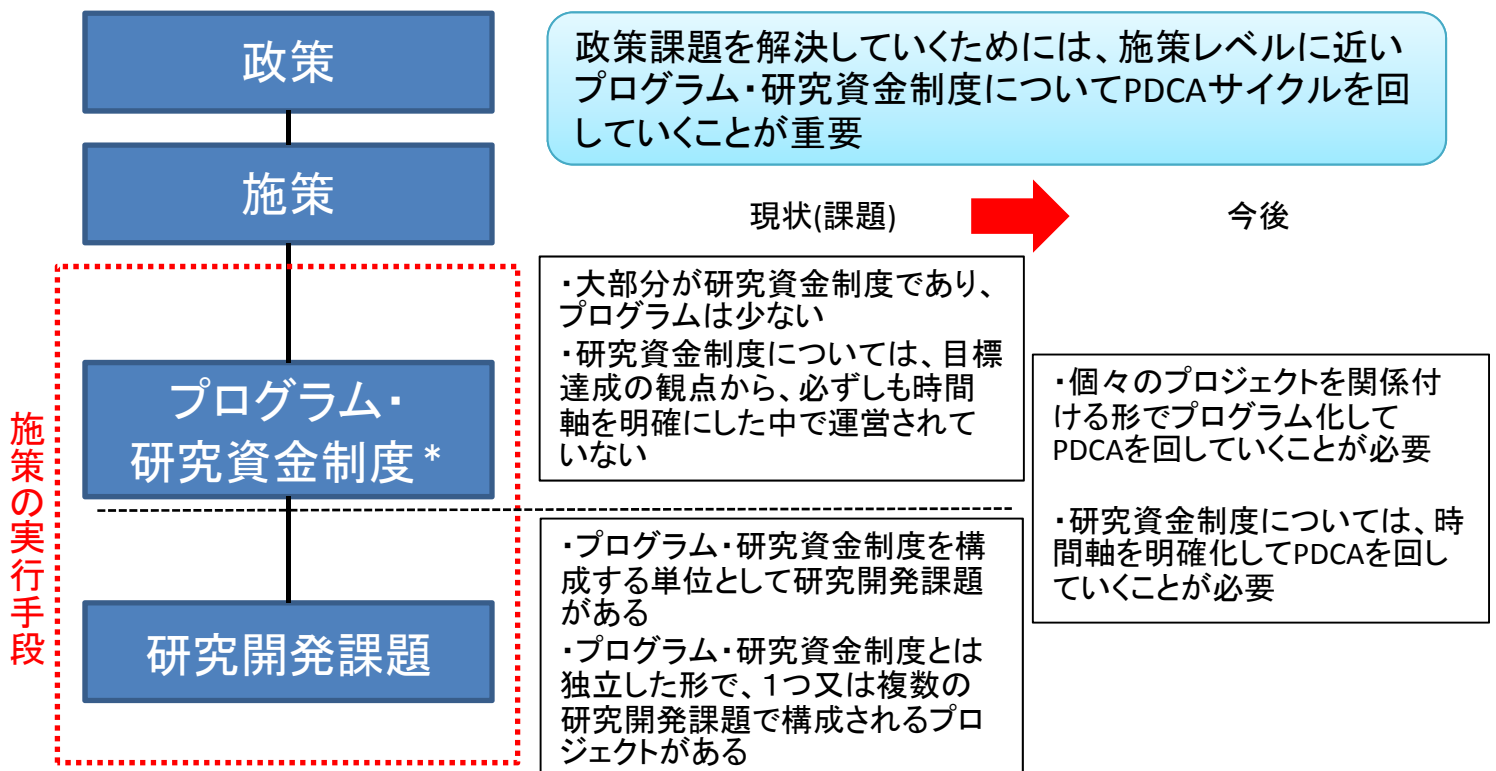 政策
政策課題を解決していくためには、施策レベルに近い
プログラム・研究資金制度についてPDCAサイクルを回
していくことが重要
施策
現状(課題)
今後
・大部分が研究資金制度であり、
プログラムは少ない
・研究資金制度については、目標
達成の観点から、必ずしも時間
軸を明確にした中で運営されて
いない
プログラム・
研究資金制度*
・個々のプロジェクトを関係付
ける形でプログラム化して
PDCAを回していくことが必要
・研究資金制度については、時
間軸を明確化してPDCAを回し
ていくことが必要
施策の実行手段
・プログラム・研究資金制度を構
成する単位として研究開発課題
がある
・プログラム・研究資金制度とは
独立した形で、１つ又は複数の
研究開発課題で構成されるプロ
ジェクトがある
研究開発課題